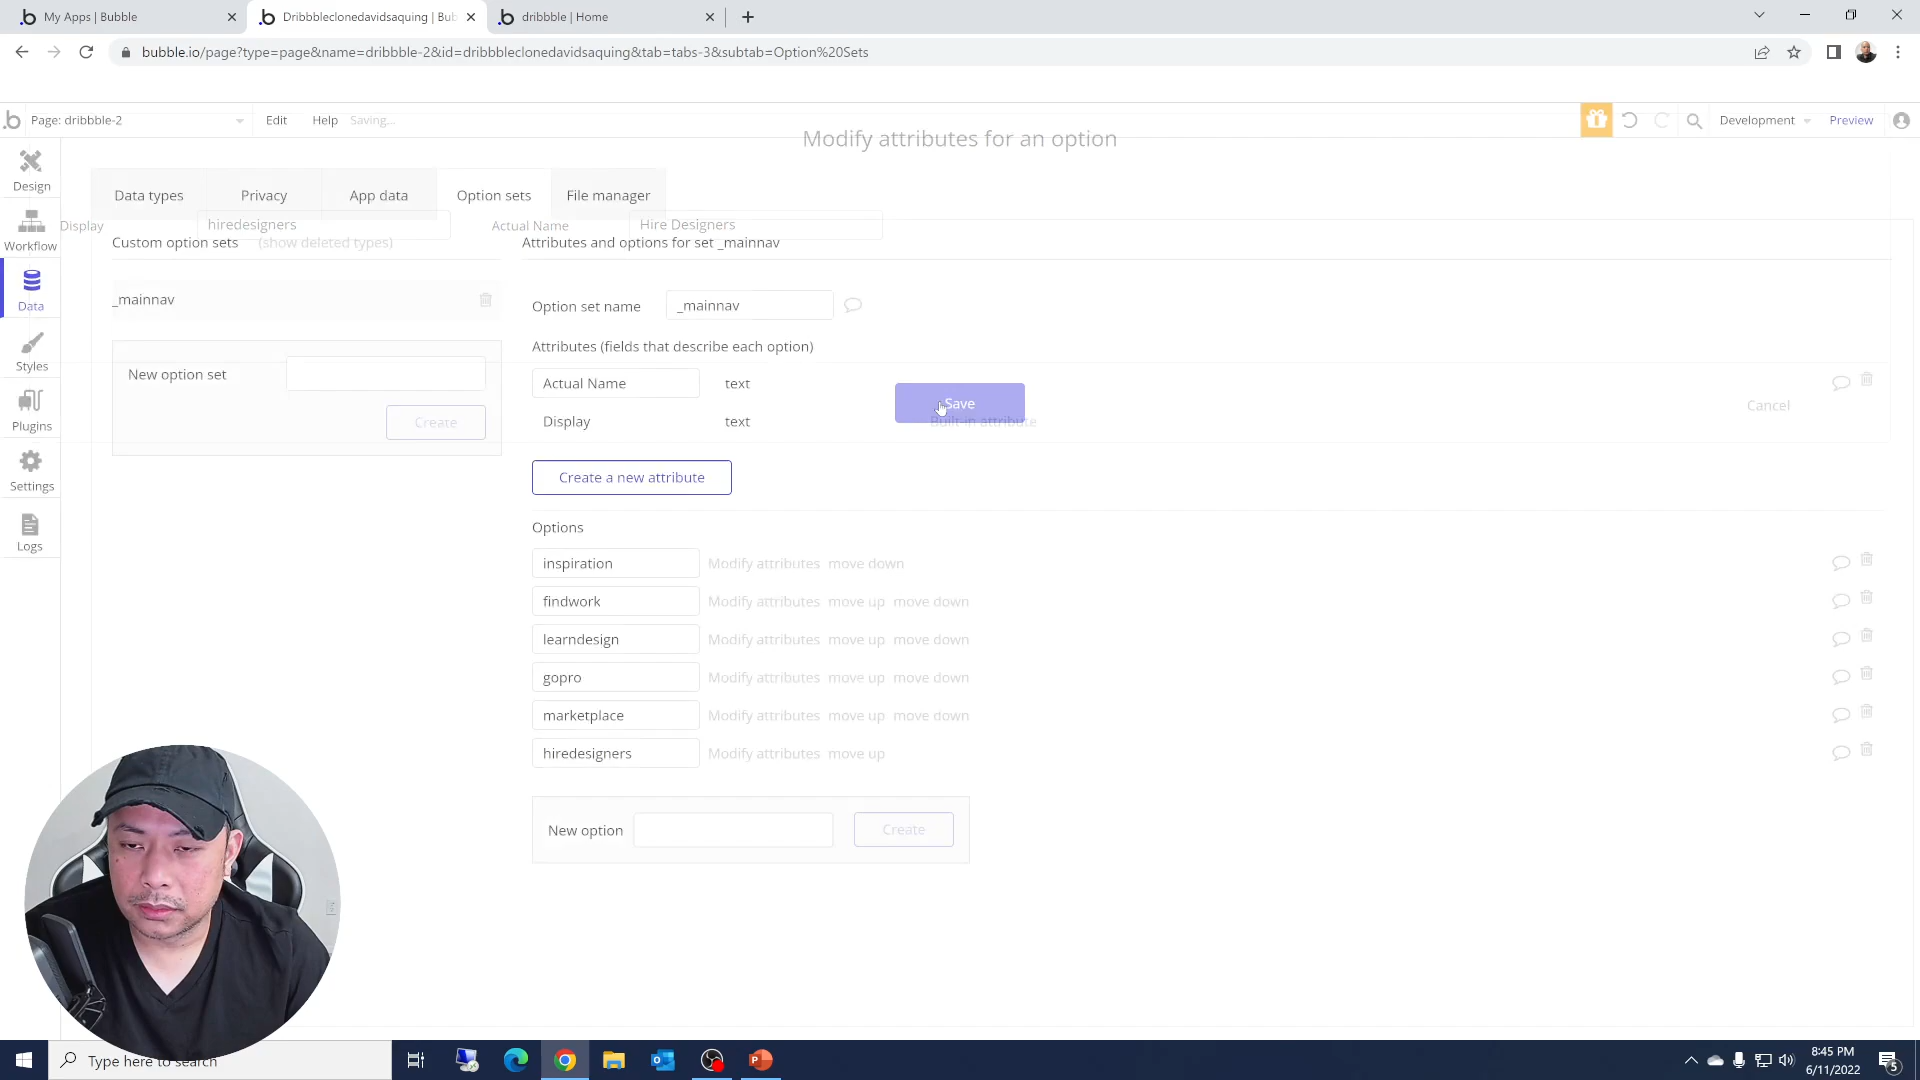 My Apps | Bubble
Dribbbleclonedavidsaquing | Bub
dribbble | Home
bubble.io/page?type=page&name=dribbble-2&id=dribbbleclonedavidsaquing&tab=tabs-3&subtab=Option%20Sets
Page: dribbble-2
Edit
Help
Saving...
Development
Preview
Modify attributes for an option
Design
Data types
Privacy
App data
Option sets
File manager
Display
hiredesigners
Actual Name
Hire Designers
Workflow
Custom option sets
(show deleted types)
Attributes and options for set _mainnav
Data
_mainnav
Option set name
_mainnav
Attributes (fields that describe each option)
Styles
New option set
Actual Name
text
Save
Cancel
Plugins
Create
Display
text
Built-in attribute
Settings
Create a new attribute
Logs
Options
inspiration
Modify attributes
move down
findwork
Modify attributes
move up
move down
learndesign
Modify attributes
move up
move down
gopro
Modify attributes
move up
move down
marketplace
Modify attributes
move up
move down
hiredesigners
Modify attributes
move up
New option
Create
Type here to search
8:45 PM
6/11/2022
5